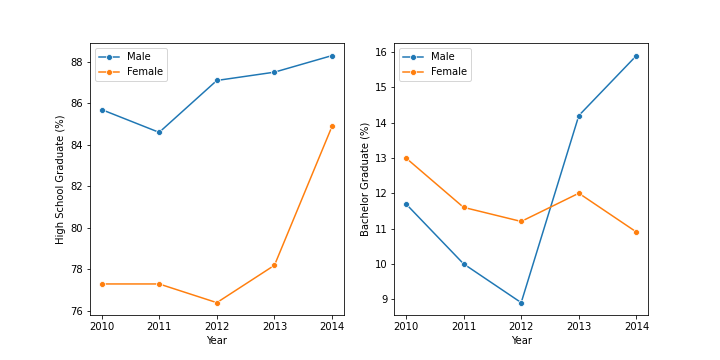 High School Graduate (%)
88
86
84
82
80
78
76
Male
Female
2010 2011 2012 2013 2014
Year
Bachelor Graduate (%)
16
15
14
13
12
11
10
9
Male
Female
2010 2011 2012 2013 2014
Year